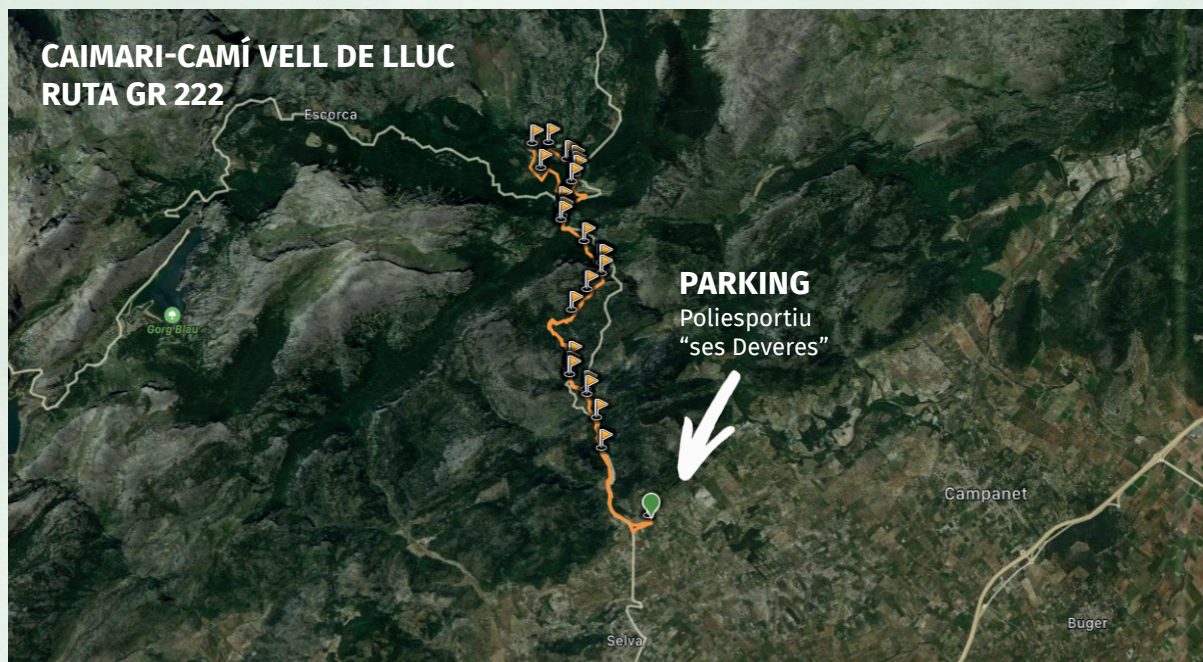 CAIMARI-CAMÍ VELL DE LLUC
RUTA GR 222
Escorca
PARKING
Poliesportiu
“ses Deveres”
Gorg Blau
Campanet
Búger
Selva